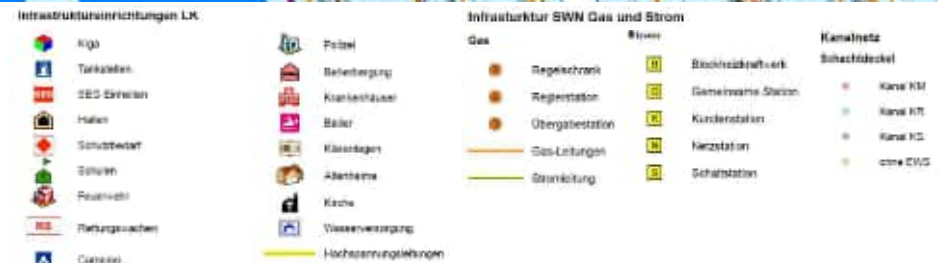 Infrastruktureinrichtungen LK
Kiga
Tankstellen
SEG-Einheiten
Hallen
Schutzbedarf
Schulen
Feuerwehr
Rettungswachen
Polizei
Beherbergung
Krankenhäuser
Bäder
Kläranlagen
Altenheime
Kirche
Wasserversorgung
Hochspannungsleitungen
Infrasturktur SWN Gas und Strom
Gas
Regelschrank
Reglerstation
Übergabestation
Gas-Leitungen
Stromleitung
Strom
Blockheizkraftwerk
Gemeinsame Station
Kundenstation
Netzstation
Schaltstation
Kanalnetz
Schachtdeckel
Kanal KM
Kanal KR
Kanal KS
ohne EWS